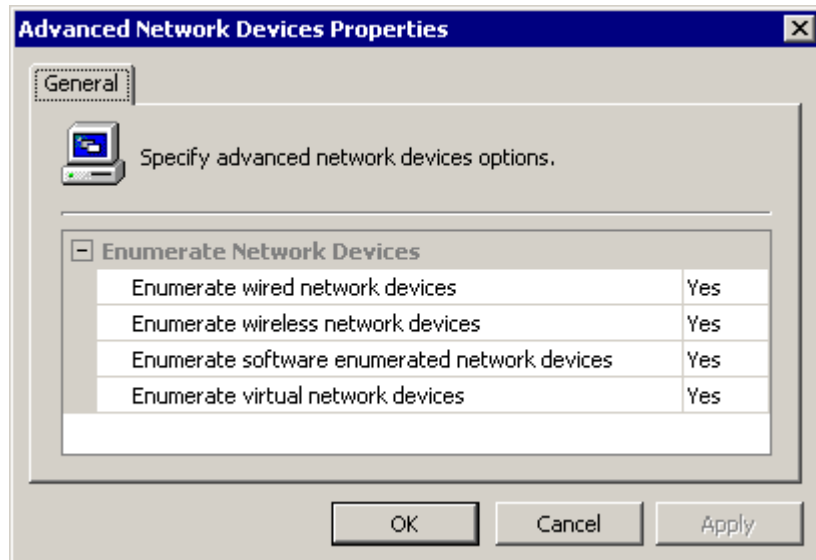 Advanced Network Devices Properties
General
Specify advanced network devices options.
Enumerate Network Devices
Enumerate wired network devices Yes
Enumerate wireless network devices Yes
Enumerate software enumerated network devices Yes
Enumerate virtual network devices Yes
OK Cancel Apply